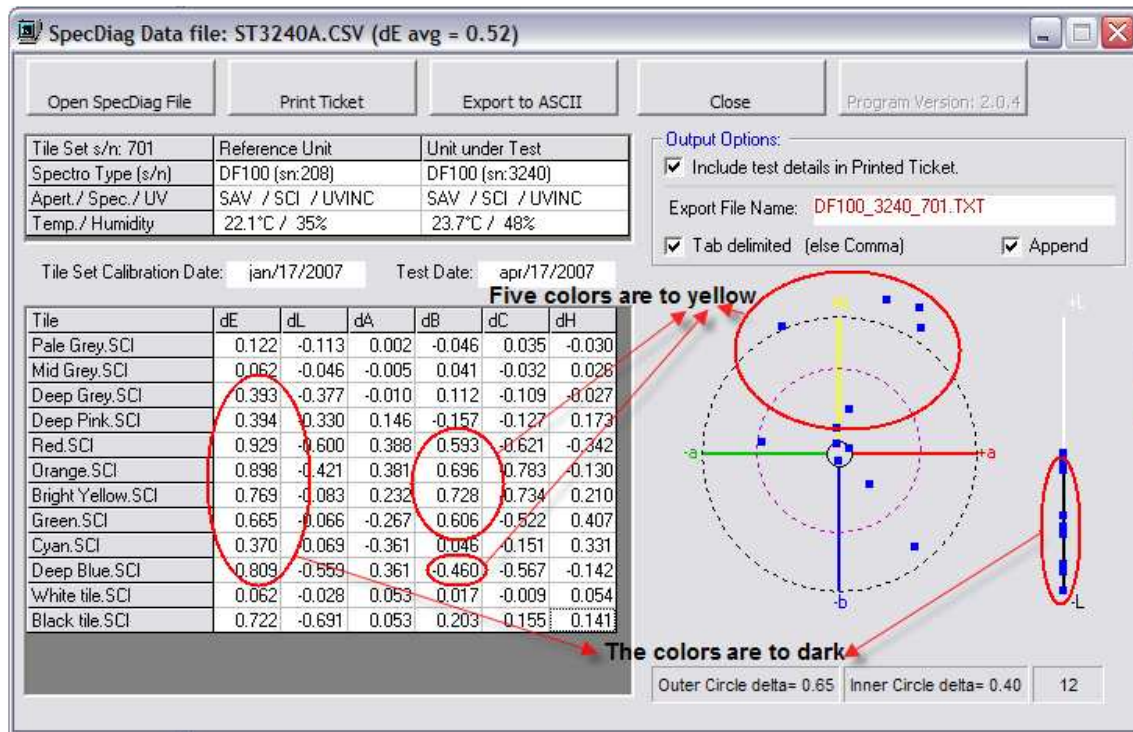 SpecDiag Data file: ST3240A.CSV (dE avg = 0.52)
Open SpecDiag File Print Ticket Export to ASCII Close Program Version: 2.0.4
Tile Set s/n: 701 Reference Unit Unit under Test
Spectro Type (s/n) DF100 (sn:208) DF100 (sn:3240)
Apert./ Spec./ UV SAV / SCI / UVINC SAV / SCI / UVINC
Temp./ Humidity 22.1°C / 35% 23.7°C / 48%
Output Options:
Include test details in Printed Ticket.
Export File Name: DF100_3240_701.TXT
Tab delimited (else Comma) Append
Tile Set Calibration Date: jan/17/2007 Test Date: apr/17/2007
Five colors are to yellow
Tile dE dL dA dB dC dH
Pale Grey.SCI 0.122 -0.113 0.002 -0.046 0.035 -0.030
Mid Grey.SCI 0.062 -0.046 -0.005 0.041 -0.032 0.026
Deep Grey.SCI 0.393 -0.377 -0.010 0.112 -0.109 -0.027
Deep Pink.SCI 0.394 -0.330 0.146 -0.157 -0.127 0.173
Red.SCI 0.929 -0.600 0.388 0.593 -0.621 -0.342
Orange.SCI 0.898 -0.421 0.381 0.696 -0.783 -0.130
Bright Yellow.SCI 0.769 -0.083 0.232 0.728 -0.734 0.210
Green.SCI 0.665 -0.066 -0.267 0.606 -0.522 0.407
Cyan.SCI 0.370 -0.069 -0.361 0.046 -0.151 0.331
Deep Blue.SCI 0.809 -0.559 0.361 -0.460 -0.567 -0.142
White tile.SCI 0.062 -0.028 0.053 0.017 -0.009 0.054
Black tile.SCI 0.722 -0.691 0.053 0.203 0.155 0.141
+L
-a +a
-b -L
The colors are to dark
Outer Circle delta= 0.65 Inner Circle delta= 0.40 12